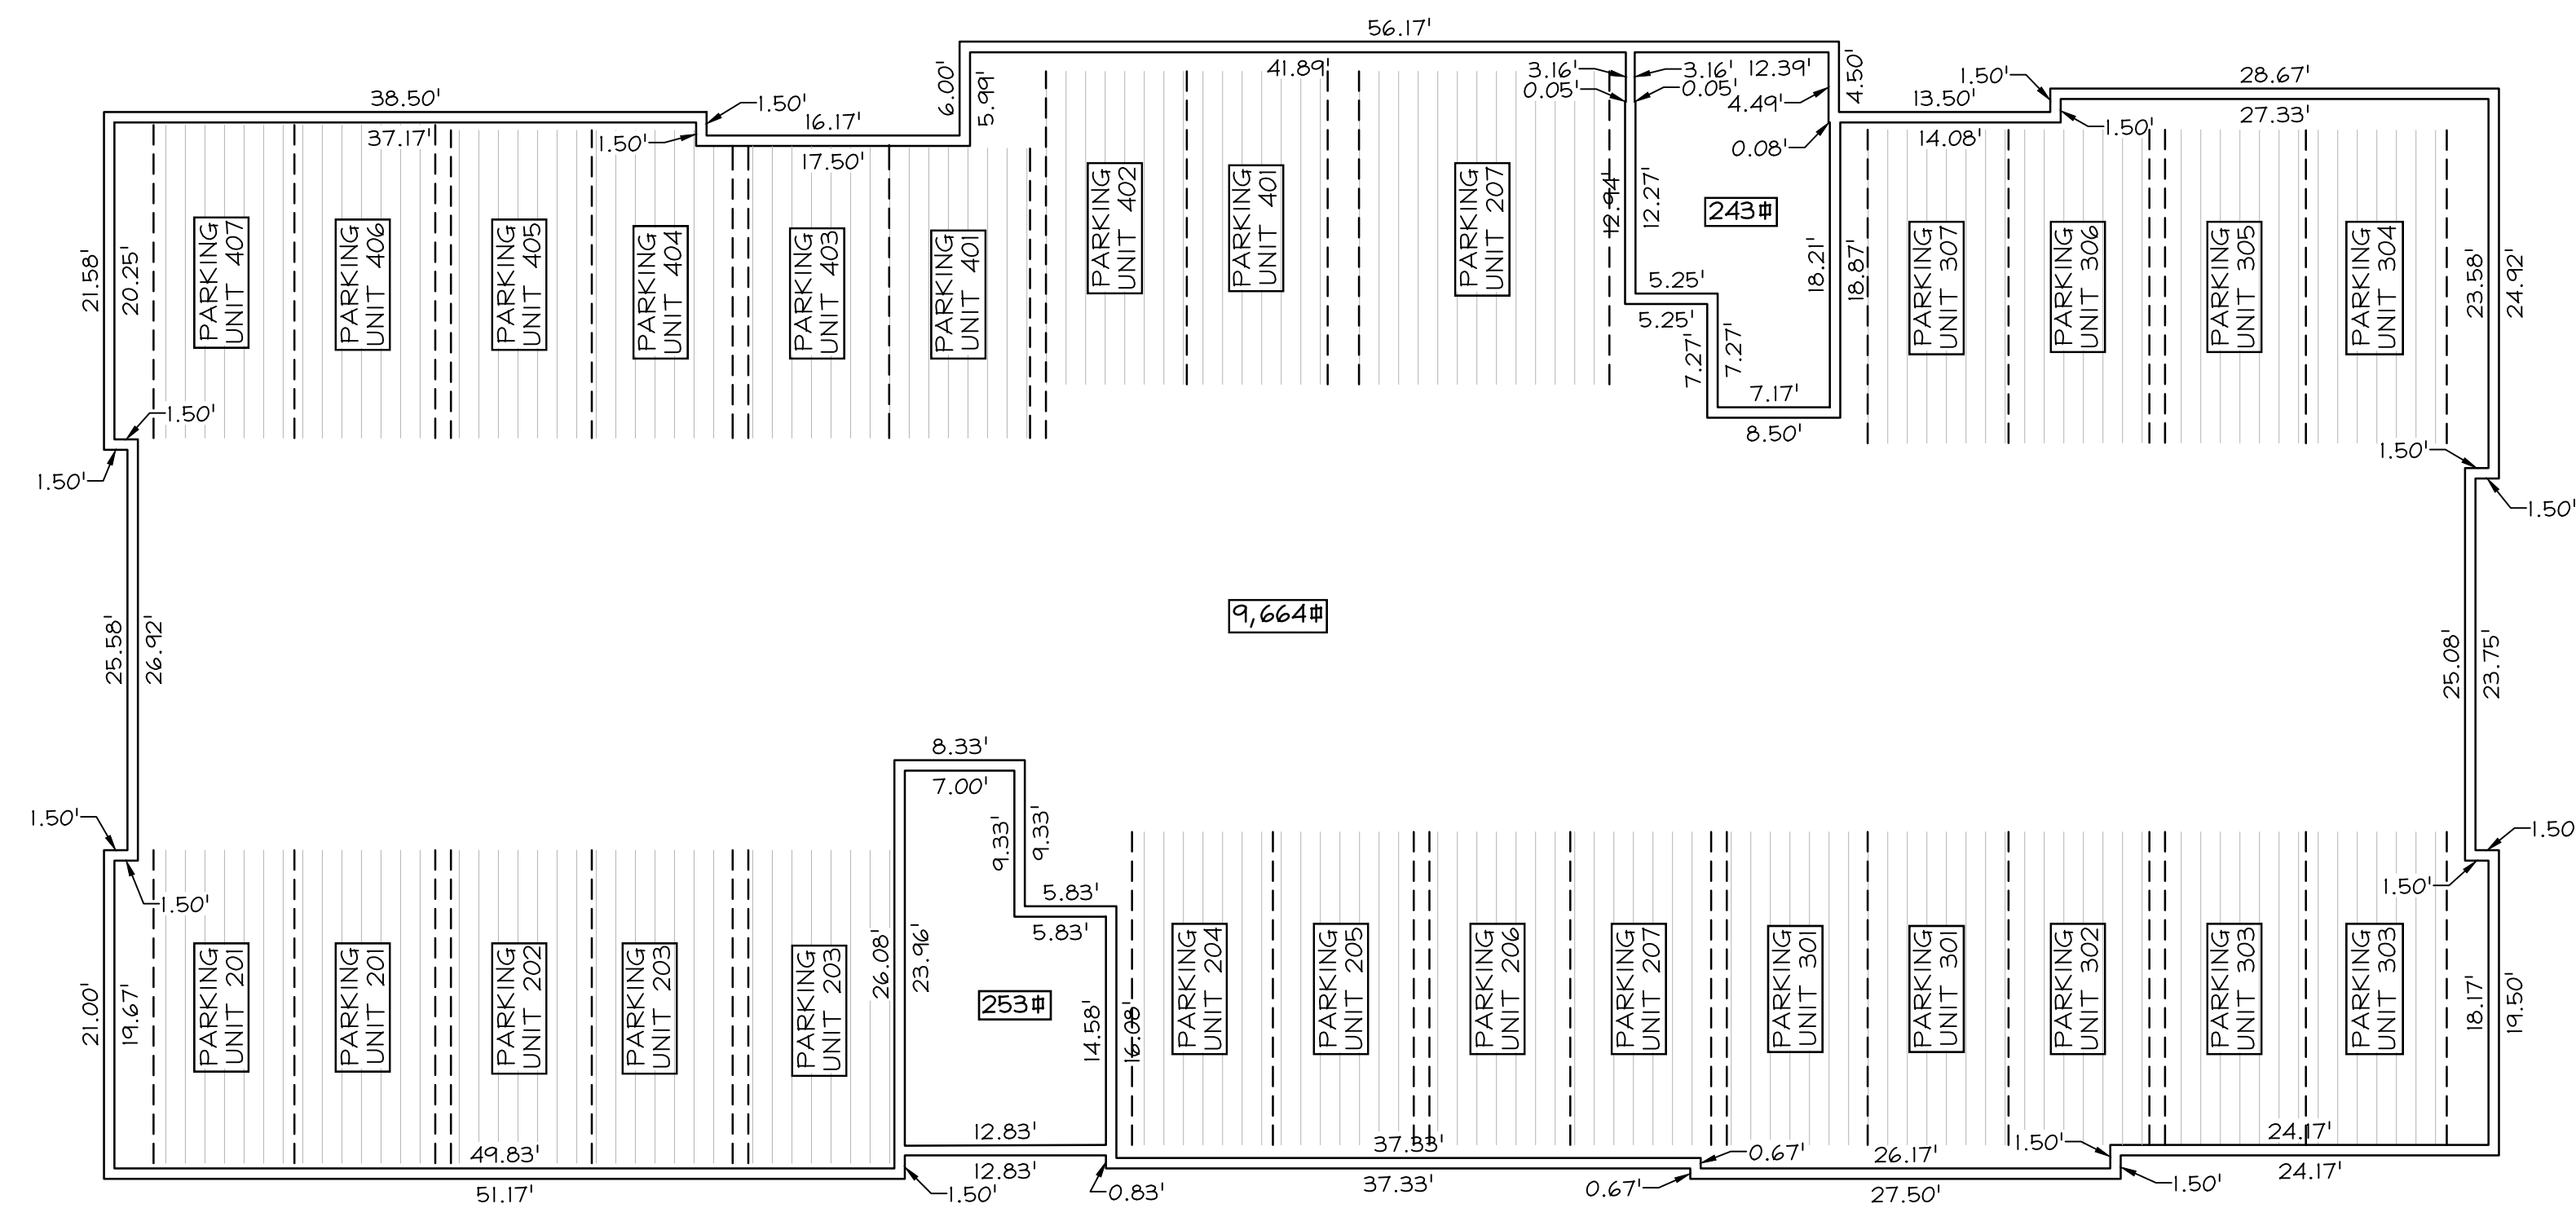 56.17'
38.50'
1.50'
16.17'
6.00'
5.99'
41.89'
3.16'
0.05'
3.16'
0.05'
12.39'
4.49'
4.50'
0.08'
13.50'
1.50'
28.67'
27.33'
1.50'
14.08'
37.17'
1.50'
17.50'
21.58'
20.25'
PARKING
UNIT 407
PARKING
UNIT 406
PARKING
UNIT 405
PARKING
UNIT 404
PARKING
UNIT 403
PARKING
UNIT 401
PARKING
UNIT 402
PARKING
UNIT 401
PARKING
UNIT 207
12.94'
12.27'
243
5.25'
5.25'
7.27'
7.27'
7.17'
8.50'
18.21'
18.87'
PARKING
UNIT 307
PARKING
UNIT 306
PARKING
UNIT 305
PARKING
UNIT 304
23.58'
24.92'
1.50'
1.50'
1.50'
1.50'
25.58'
26.92'
9,664
25.08'
23.75'
1.50'
1.50'
1.50
1.50'
8.33'
7.00'
9.33'
9.33'
5.83'
5.83'
21.00'
19.67'
PARKING
UNIT 201
PARKING
UNIT 201
PARKING
UNIT 202
PARKING
UNIT 203
PARKING
UNIT 203
26.08'
23.96'
253
14.58'
16.08'
PARKING
UNIT 204
PARKING
UNIT 205
PARKING
UNIT 206
PARKING
UNIT 207
PARKING
UNIT 301
PARKING
UNIT 301
PARKING
UNIT 302
PARKING
UNIT 303
PARKING
UNIT 303
18.17'
19.50'
49.83'
51.17'
12.83'
12.83'
1.50'
0.83'
37.33'
37.33'
0.67'
0.67'
26.17'
27.50'
1.50'
1.50'
24.17'
24.17'